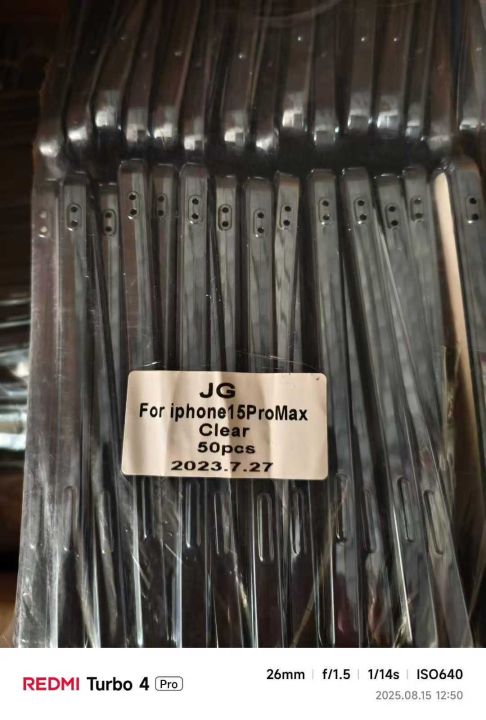 JG
For iphone15ProMax
Clear
50pcs
2023.7.27
REDMI Turbo 4 Pro
26mm f/1.5 1/14s ISO640
2025.08.15 12:50